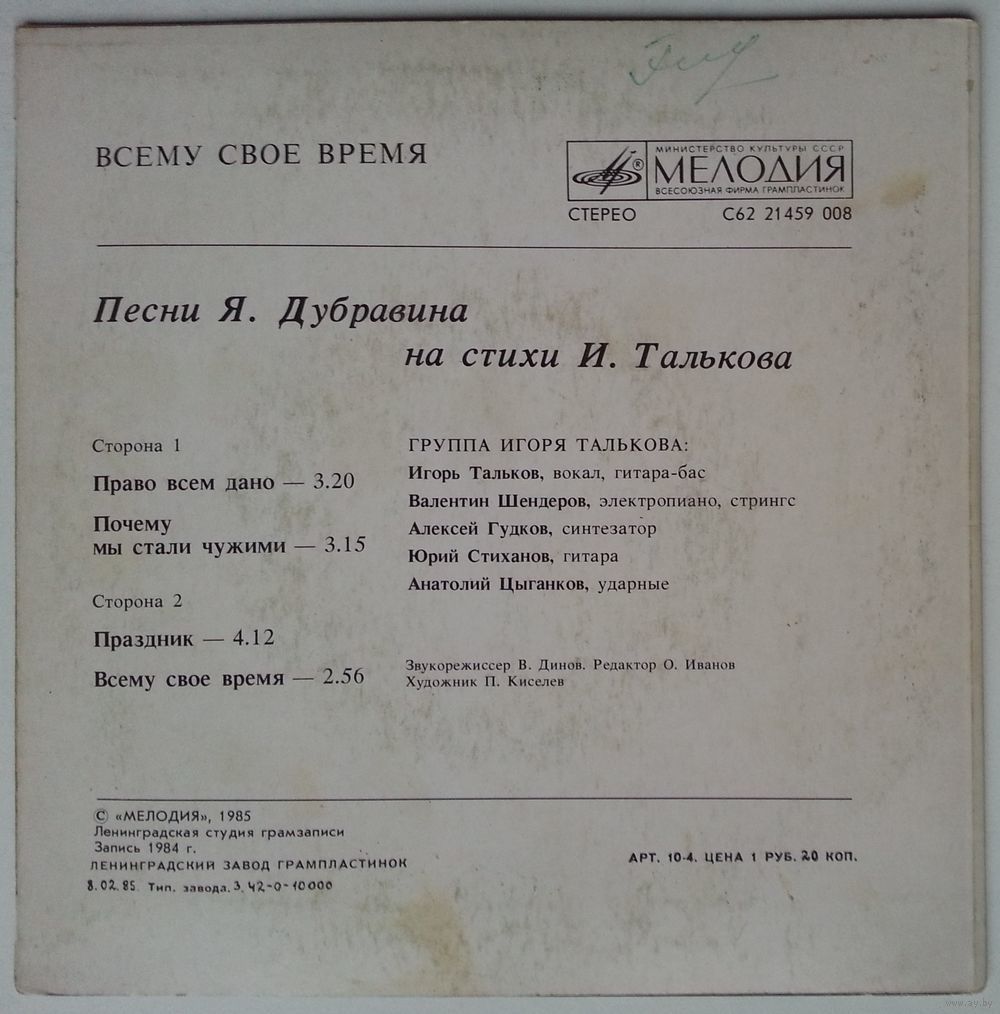 ВСЕМУ СВОЕ ВРЕМЯ
МИНИСТЕРСТВО КУЛЬТУРЫ СССР
МЕЛОДИЯ
ВСЕСОЮЗНАЯ ФИРМА ГРАМПЛАСТИНОК
СТЕРЕО С62 21459 008
Песни Я. Дубравина
на стихи И. Талькова
Сторона 1
Право всем дано — 3.20
Почему
мы стали чужими — 3.15
Сторона 2
Праздник — 4.12
Всему свое время — 2.56
ГРУППА ИГОРЯ ТАЛЬКОВА:
Игорь Тальков, вокал, гитара-бас
Валентин Шендеров, электропиано, стрингс
Алексей Гудков, синтезатор
Юрий Стиханов, гитара
Анатолий Цыганков, ударные
Звукорежиссер В. Динов. Редактор О. Иванов
Художник П. Киселев
© «МЕЛОДИЯ», 1985
Ленинградская студия грамзаписи
Запись 1984 г.
ЛЕНИНГРАДСКИЙ ЗАВОД ГРАМПЛАСТИНОК
8.02.85. Тип. завода. З. 42-0-10000
АРТ. 10-4. ЦЕНА 1 РУБ. 20 КОП.
www.ay.by